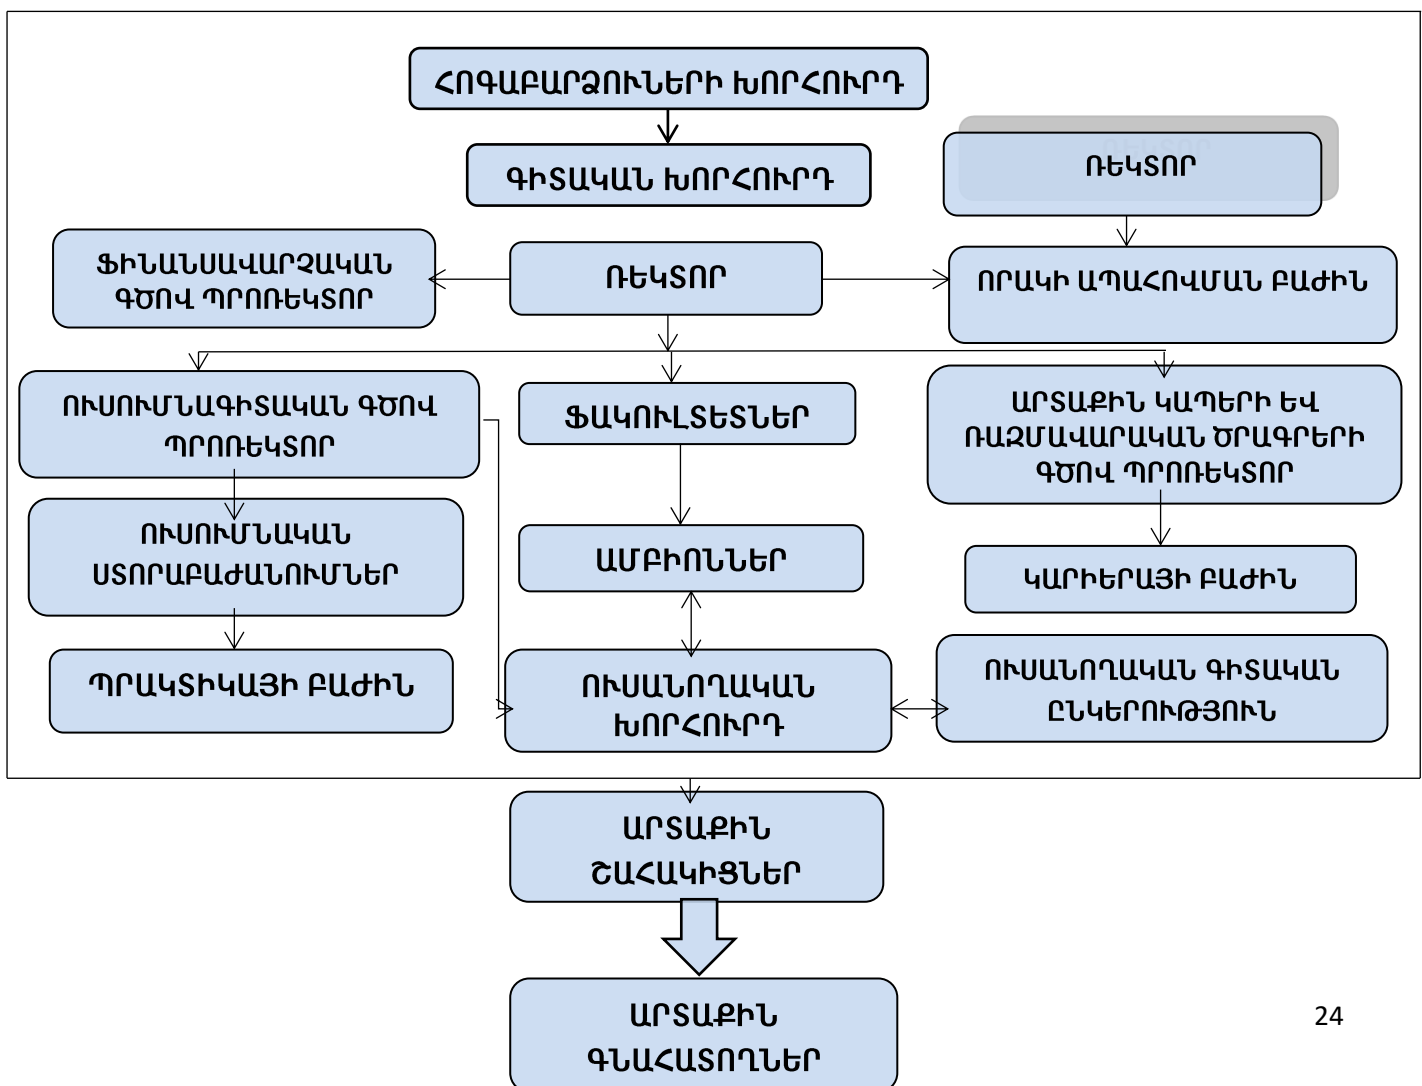 ՀՈԳԱԲԱՐՁՈՒՆԵՐԻ ԽՈՐՀՈՒՐԴ
ԳԻՏԱԿԱՆ ԽՈՐՀՈՒՐԴ
ՌԵԿՏՈՐ
ՌԵԿՏՈՐ
ՖԻՆԱՆՍԱՎԱՐՉԱԿԱՆ
ԳԾՈՎ ՊՐՈՌԵԿՏՈՐ
ՌԵԿՏՈՐ
ՈՐԱԿԻ ԱՊԱՀՈՎՄԱՆ ԲԱԺԻՆ
ՈՒՍՈՒՄՆԱԳԻՏԱԿԱՆ ԳԾՈՎ
ՊՐՈՌԵԿՏՈՐ
ՖԱԿՈՒԼՏԵՏՆԵՐ
ԱՐՏԱՔԻՆ ԿԱՊԵՐԻ ԵՎ
ՌԱԶՄԱՎԱՐԱԿԱՆ ԾՐԱԳՐԵՐԻ
ԳԾՈՎ ՊՐՈՌԵԿՏՈՐ
ՈՒՍՈՒՄՆԱԿԱՆ
ՍՏՈՐԱԲԱԺԱՆՈՒՄՆԵՐ
ԱՄԲԻՈՆՆԵՐ
ԿԱՐԻԵՐԱՅԻ ԲԱԺԻՆ
ՊՐԱԿՏԻԿԱՅԻ ԲԱԺԻՆ
ՈՒՍԱՆՈՂԱԿԱՆ
ԽՈՐՀՈՒՐԴ
ՈՒՍԱՆՈՂԱԿԱՆ ԳԻՏԱԿԱՆ
ԸՆԿԵՐՈՒԹՅՈՒՆ
ԱՐՏԱՔԻՆ
ՇԱՀԱԿԻՑՆԵՐ
ԱՐՏԱՔԻՆ
ԳՆԱՀԱՏՈՂՆԵՐ
24